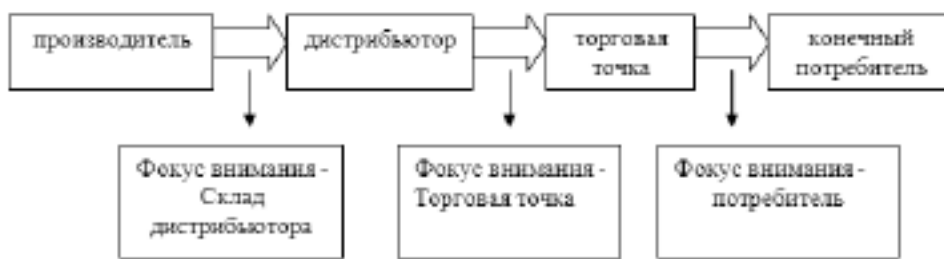 производитель
дистрибьютор
торговая
точка
конечный
потребитель
Фокус внимания -
Склад
дистрибьютора
Фокус внимания -
Торговая точка
Фокус внимания -
потребитель